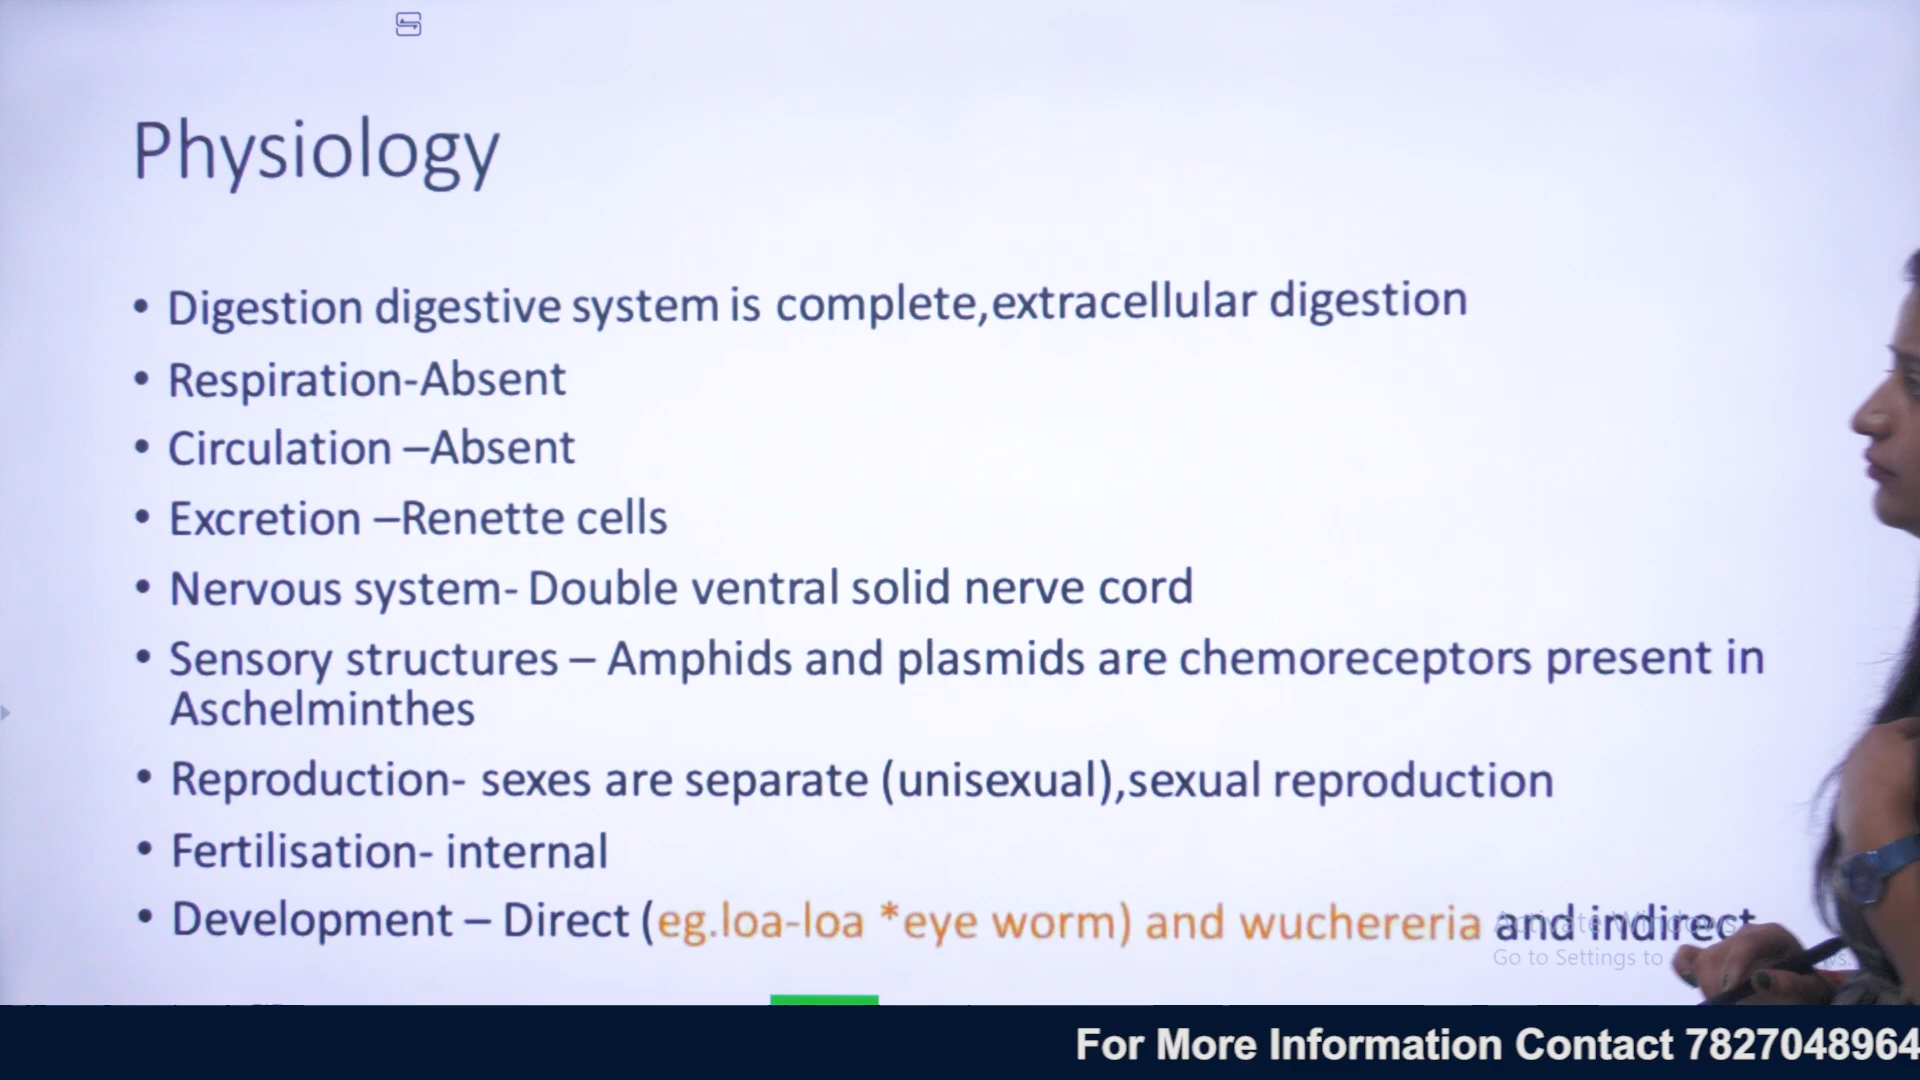 Physiology
• Digestion digestive system is complete,extracellular digestion
• Respiration-Absent
• Circulation –Absent
• Excretion –Renette cells
• Nervous system- Double ventral solid nerve cord
• Sensory structures – Amphids and plasmids are chemoreceptors present in
Aschelminthes
• Reproduction- sexes are separate (unisexual),sexual reproduction
• Fertilisation- internal
• Development – Direct (eg.loa-loa *eye worm) and wuchereria and indirect
Activate Windows
Go to Settings to
For More Information Contact 7827048964